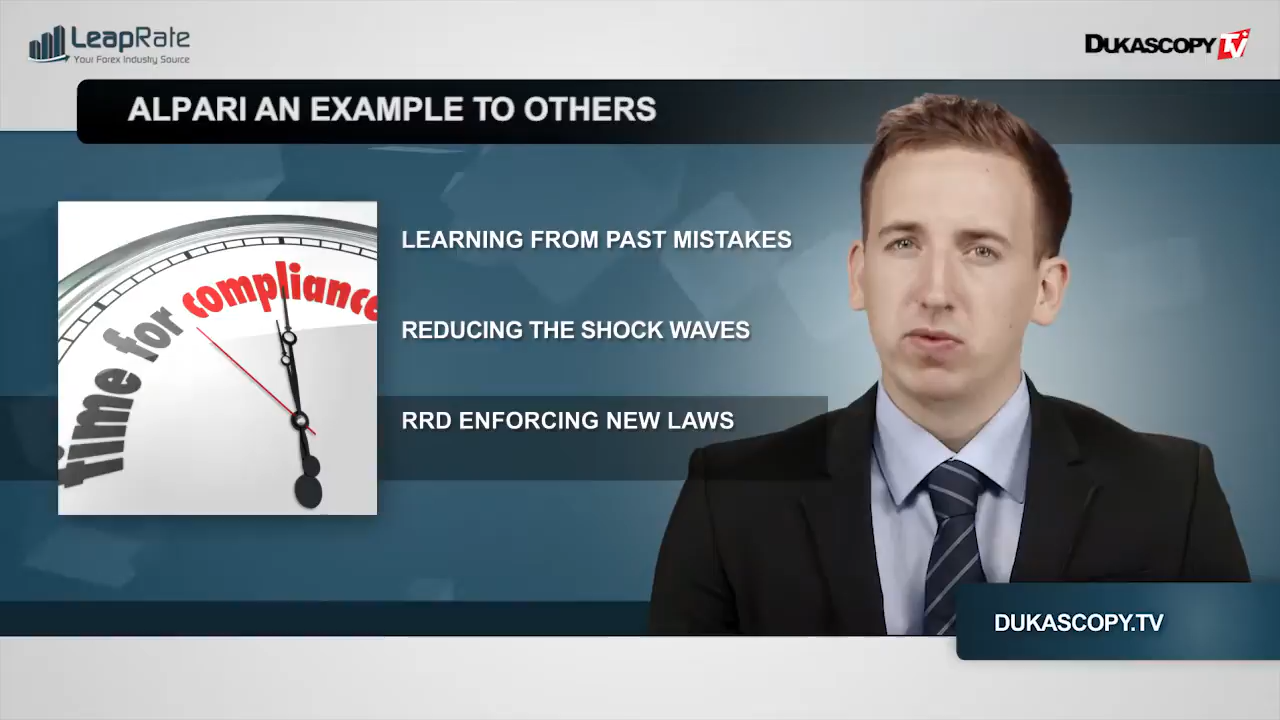 LeapRate
Your Forex Industry Source
DUKASCOPY TV
ALPARI AN EXAMPLE TO OTHERS
time for compliance
LEARNING FROM PAST MISTAKES
REDUCING THE SHOCK WAVES
RRD ENFORCING NEW LAWS
DUKASCOPY.TV